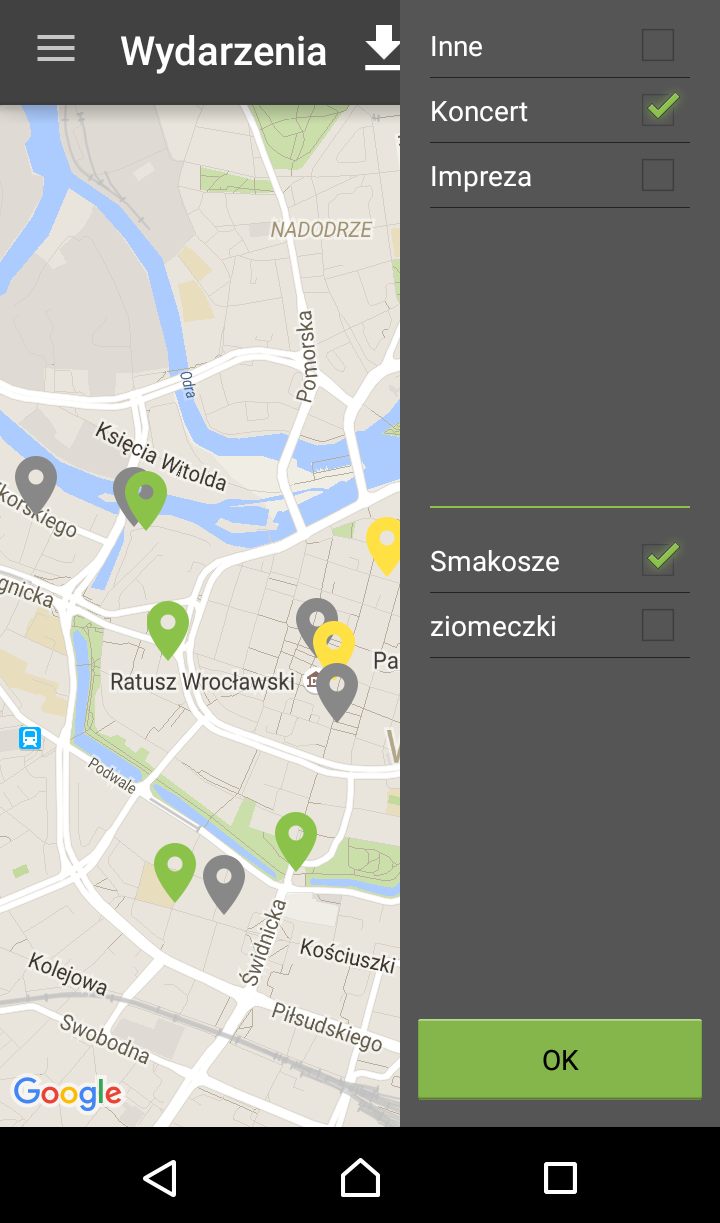 Wydarzenia
NADODRZE
Pomorska
Odra
Księcia Witolda
korskiego
gnicka
Ratusz Wrocławski
Pa
Podwale
Świdnicka
Kościuszki
Kolejowa
Piłsudskiego
Swobodna
Google
Inne
Koncert
Impreza
Smakosze
ziomeczki
OK